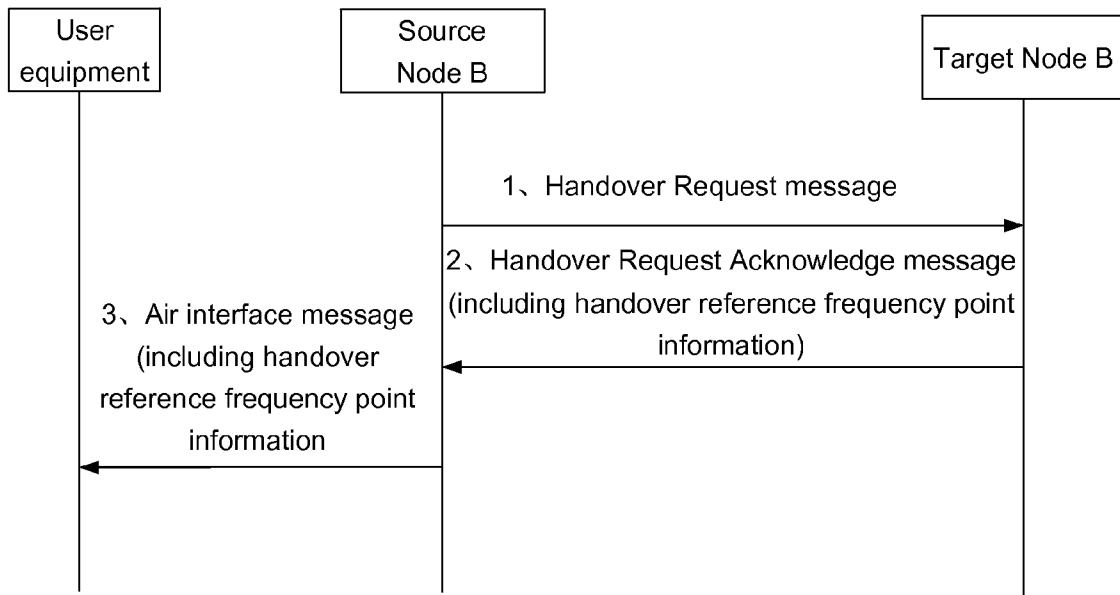 User
equipment
Source
Node B
Target Node B
1、Handover Request message
2、Handover Request Acknowledge message
(including handover reference frequency point
information)
3、Air interface message
(including handover
reference frequency point
information